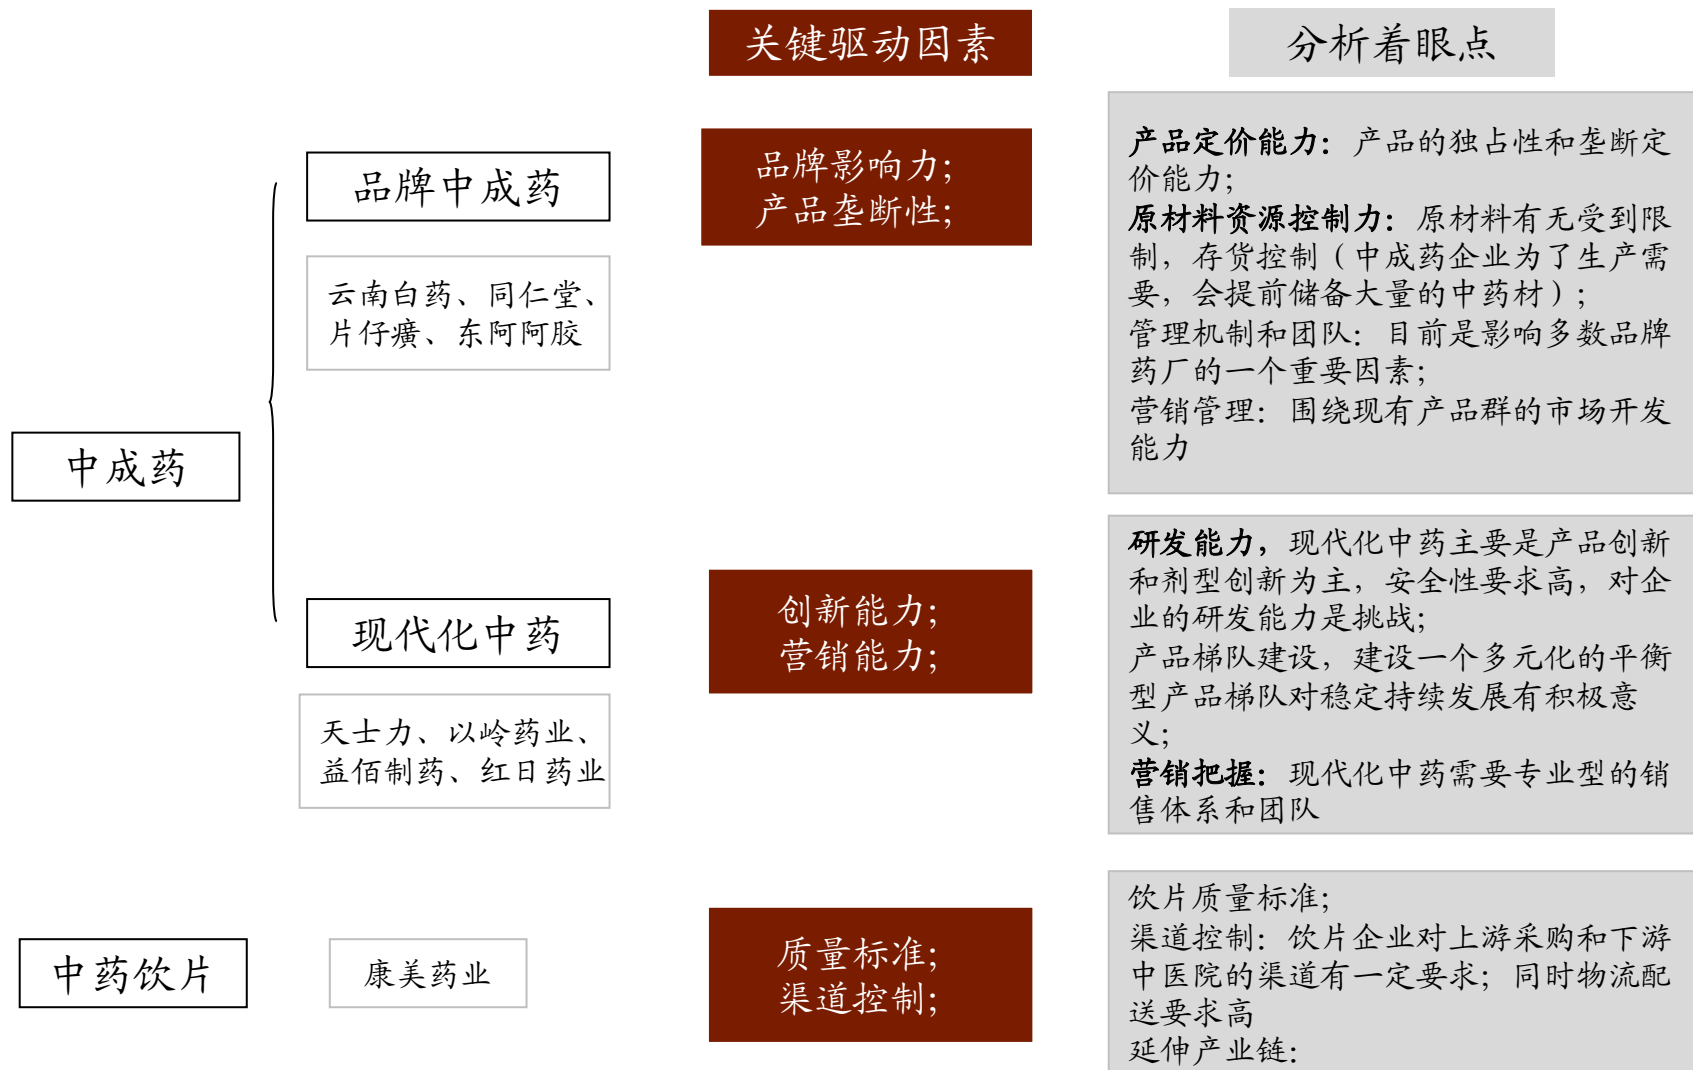 关键驱动因素
分析着眼点
中成药
品牌中成药
云南白药、同仁堂、
片仔癀、东阿阿胶
品牌影响力;
产品垄断性;
产品定价能力：产品的独占性和垄断定
价能力;
原材料资源控制力：原材料有无受到限
制，存货控制（中成药企业为了生产需
要，会提前储备大量的中药材）;
管理机制和团队：目前是影响多数品牌
药厂的一个重要因素;
营销管理：围绕现有产品群的市场开发
能力
现代化中药
天士力、以岭药业、
益佰制药、红日药业
创新能力;
营销能力;
研发能力，现代化中药主要是产品创新
和剂型创新为主，安全性要求高，对企
业的研发能力是挑战;
产品梯队建设，建设一个多元化的平衡
型产品梯队对稳定持续发展有积极意
义;
营销把握：现代化中药需要专业型的销
售体系和团队
中药饮片
康美药业
质量标准;
渠道控制;
饮片质量标准;
渠道控制：饮片企业对上游采购和下游
中医院的渠道有一定要求；同时物流配
送要求高
延伸产业链：